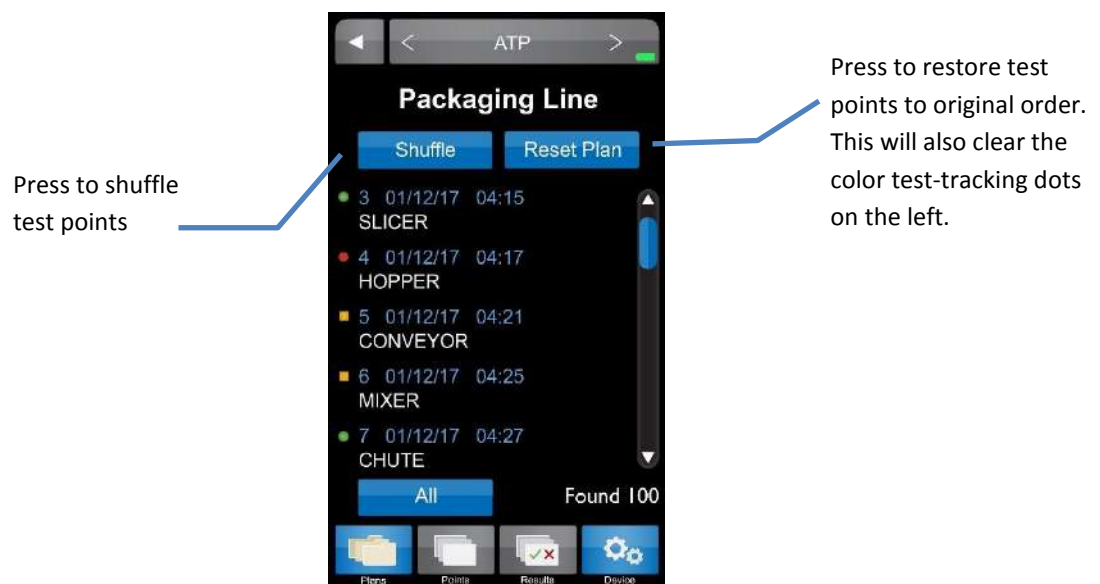 < ATP >
Packaging Line
Shuffle Reset Plan
Press to shuffle
test points
Press to restore test
points to original order.
This will also clear the
color test-tracking dots
on the left.
3 01/12/17 04:15
SLICER
4 01/12/17 04:17
HOPPER
5 01/12/17 04:21
CONVEYOR
6 01/12/17 04:25
MIXER
7 01/12/17 04:27
CHUTE
All Found 100
Plans Points Results Device